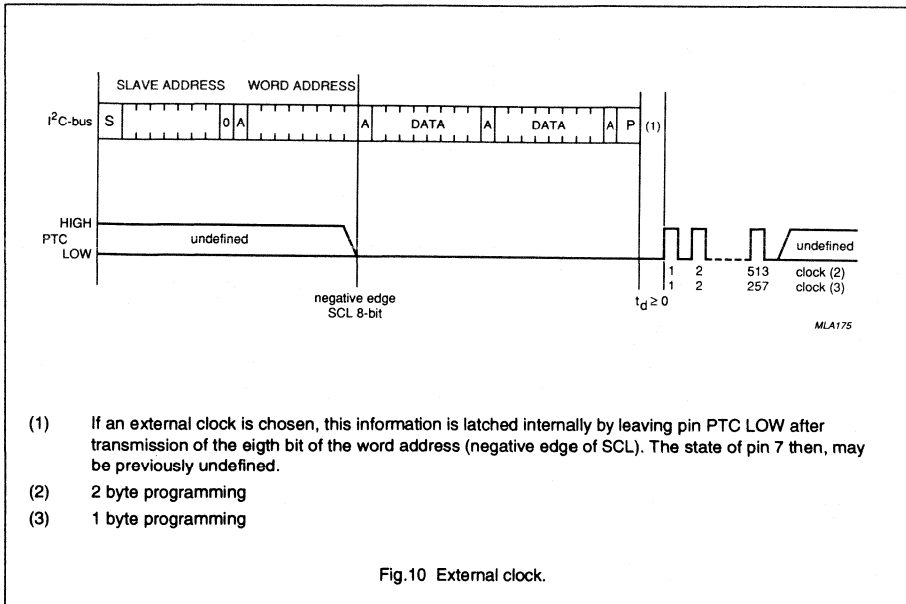 SLAVE ADDRESS WORD ADDRESS
I²C-bus S 0 A A DATA A DATA A P (1)
HIGH
PTC undefined undefined
LOW
1 2 513 clock (2)
1 2 257 clock (3)
negative edge
SCL 8-bit
td ≥ 0
MLA175
(1) If an external clock is chosen, this information is latched internally by leaving pin PTC LOW after
transmission of the eigth bit of the word address (negative edge of SCL). The state of pin 7 then, may
be previously undefined.
(2) 2 byte programming
(3) 1 byte programming
Fig.10 External clock.